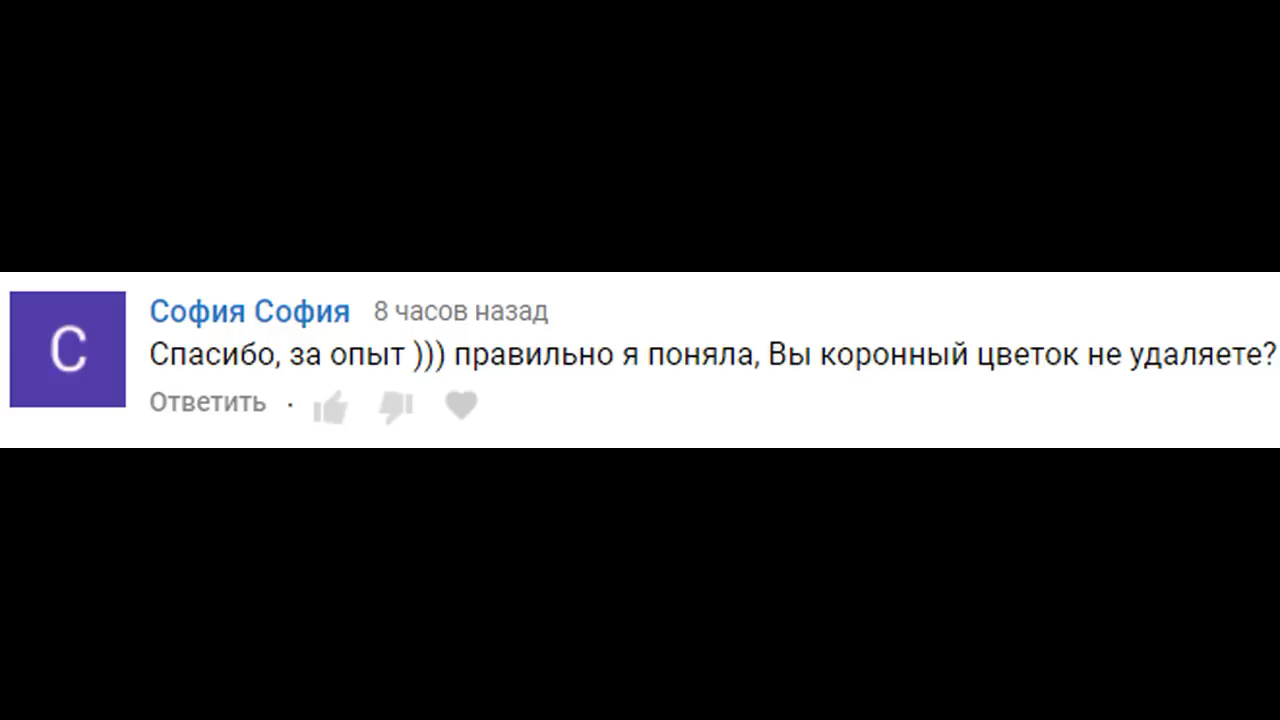 С
София София 8 часов назад
Спасибо, за опыт ))) правильно я поняла, Вы коронный цветок не удаляете?
Ответить ·